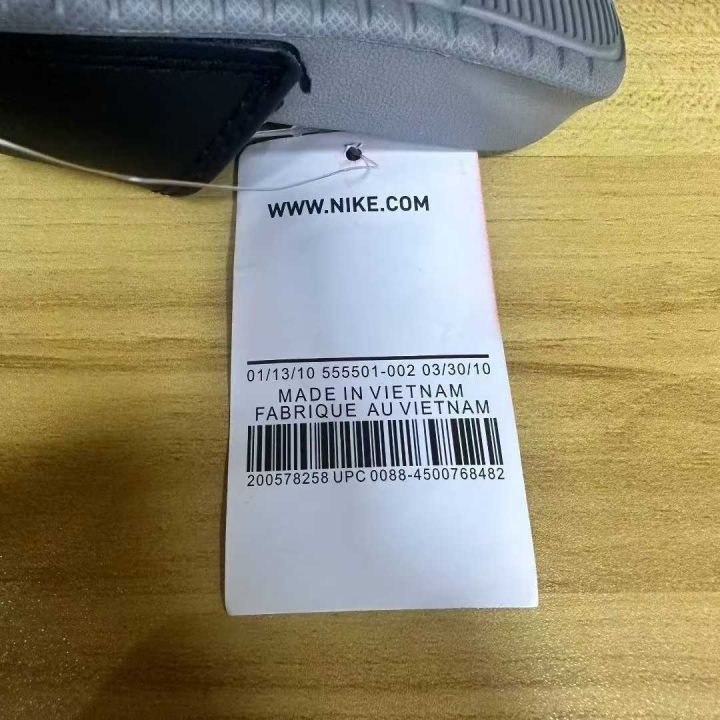 WWW.NIKE.COM
01/13/10 555501-002 03/30/10
MADE IN VIETNAM
FABRIQUE AU VIETNAM
200578258 UPC 0088-4500768482